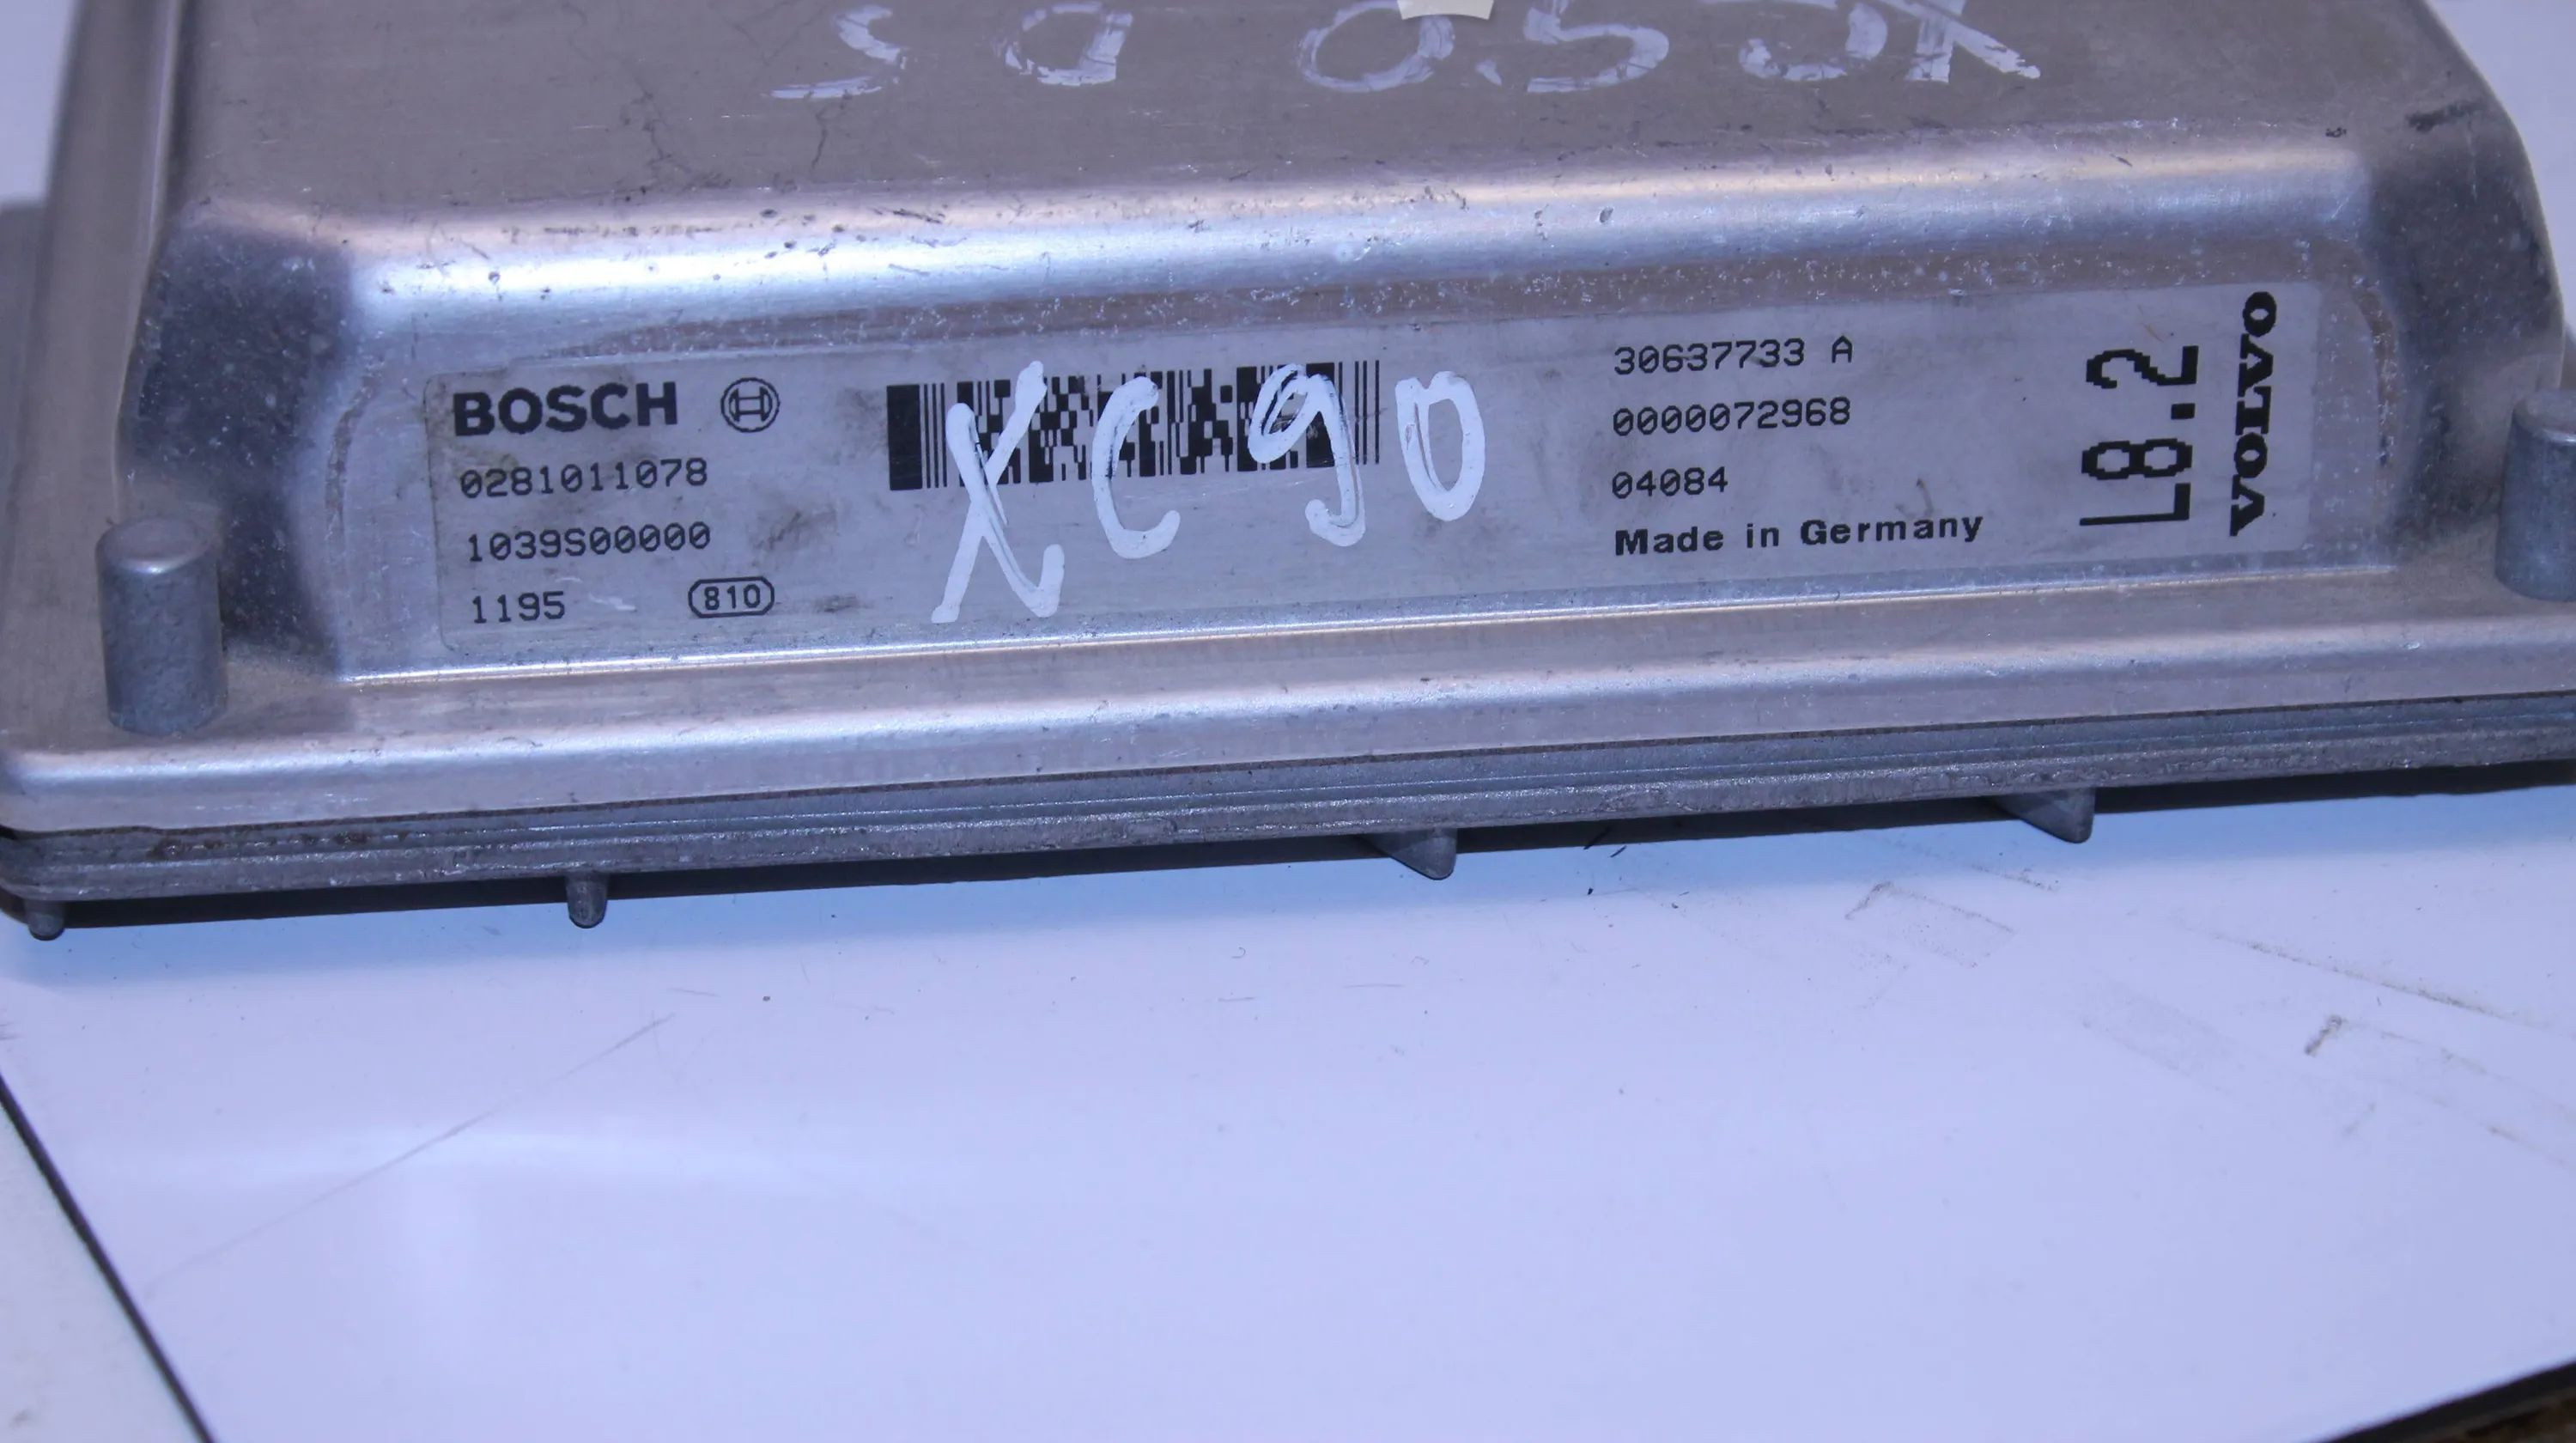 BOSCH
0281011078
1039S00000
1195 810
XC90
30637733 A
0000072968
04084
Made in Germany
L8.2
VOLVO